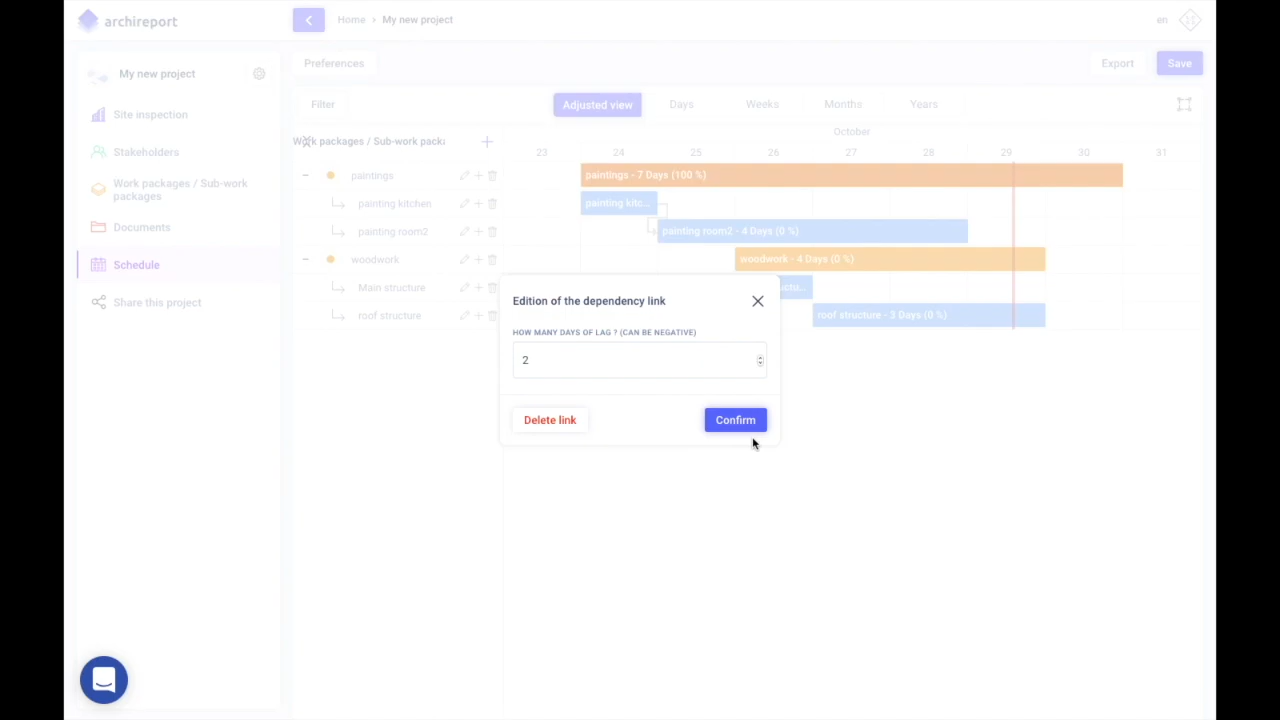 archireport
Home > My new project
en
My new project
Preferences
Export
Save
Site inspection
Filter
Adjusted view
Days
Weeks
Months
Years
Stakeholders
Work packages / Sub-work packa
October
23
24
25
26
27
28
29
30
31
Work packages / Sub-work
packages
paintings
paintings - 7 Days (100 %)
painting kitchen
painting kitc...
Documents
painting room2
painting room2 - 4 Days (0 %)
Schedule
woodwork
woodwork - 4 Days (0 %)
Main structure
Share this project
roof structure
roof structure - 3 Days (0 %)
Edition of the dependency link
HOW MANY DAYS OF LAG ? (CAN BE NEGATIVE)
2
Delete link
Confirm